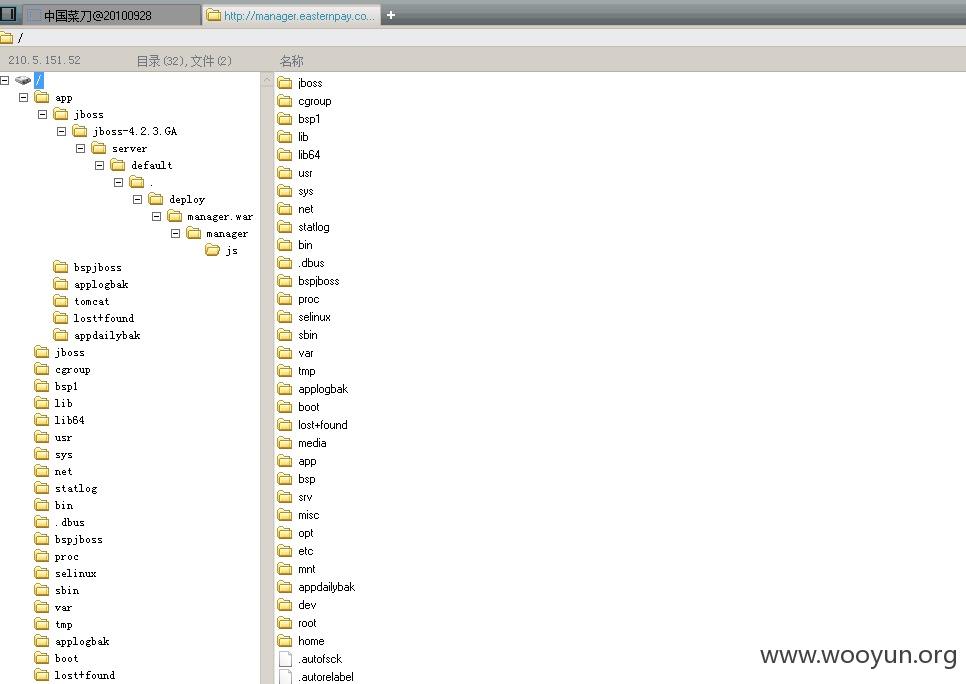 中国菜刀@20100928
http://manager.easternpay.co...
/
210.5.151.52 目录(32),文件(2) 名称
/
app
jboss
jboss-4.2.3.GA
server
default
.
deploy
manager.war
manager
js
bspjboss
applogbak
tomcat
lost+found
appdailybak
jboss
cgroup
bsp1
lib
lib64
usr
sys
net
statlog
bin
.dbus
bspjboss
proc
selinux
sbin
var
tmp
applogbak
boot
lost+found
jboss
cgroup
bsp1
lib
lib64
usr
sys
net
statlog
bin
.dbus
bspjboss
proc
selinux
sbin
var
tmp
applogbak
boot
lost+found
media
app
bsp
srv
misc
opt
etc
mnt
appdailybak
dev
root
home
.autofsck
.autorelabel
www.wooyun.org